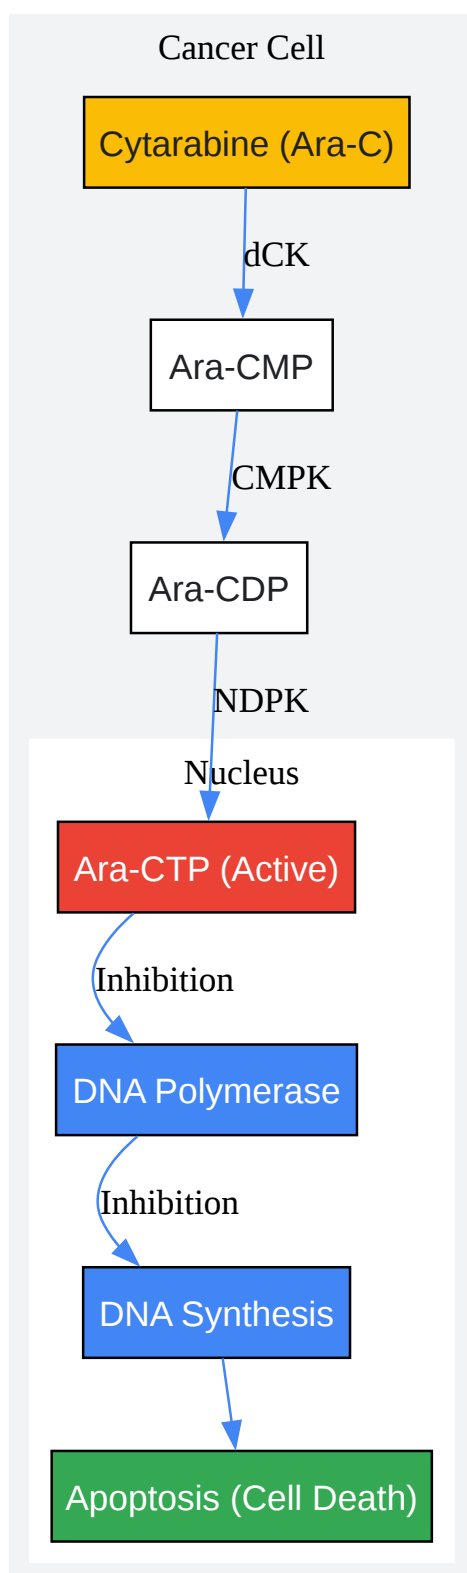 Cancer Cell
Cytarabine (Ara-C)
dCK
Ara-CMP
CMPK
Ara-CDP
NDPK
Nucleus
Ara-CTP (Active)
Inhibition
DNA Polymerase
Inhibition
DNA Synthesis
Apoptosis (Cell Death)